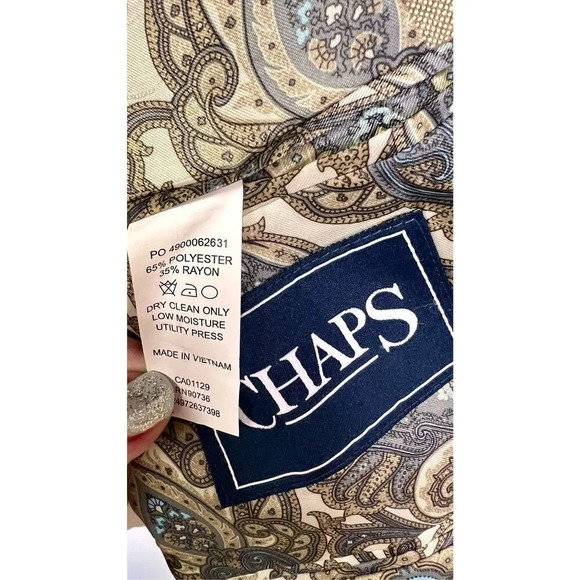 PO 4900062631
65% POLYESTER
35% RAYON
DRY CLEAN ONLY
LOW MOISTURE
UTILITY PRESS
MADE IN VIETNAM
CA01129
RN90736
4972637398
CHAPS